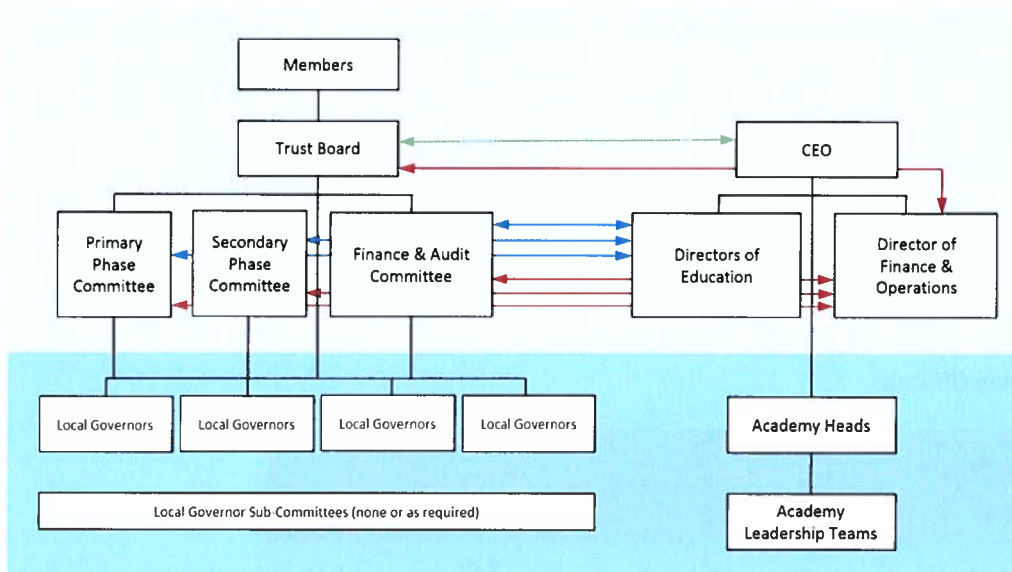 Members
Trust Board
CEO
Primary
Phase
Committee
Secondary
Phase
Committee
Finance & Audit
Committee
Directors of
Education
Director of
Finance &
Operations
Local Governors
Local Governors
Local Governors
Local Governors
Academy Heads
Local Governor Sub-Committees (none or as required)
Academy
Leadership Teams